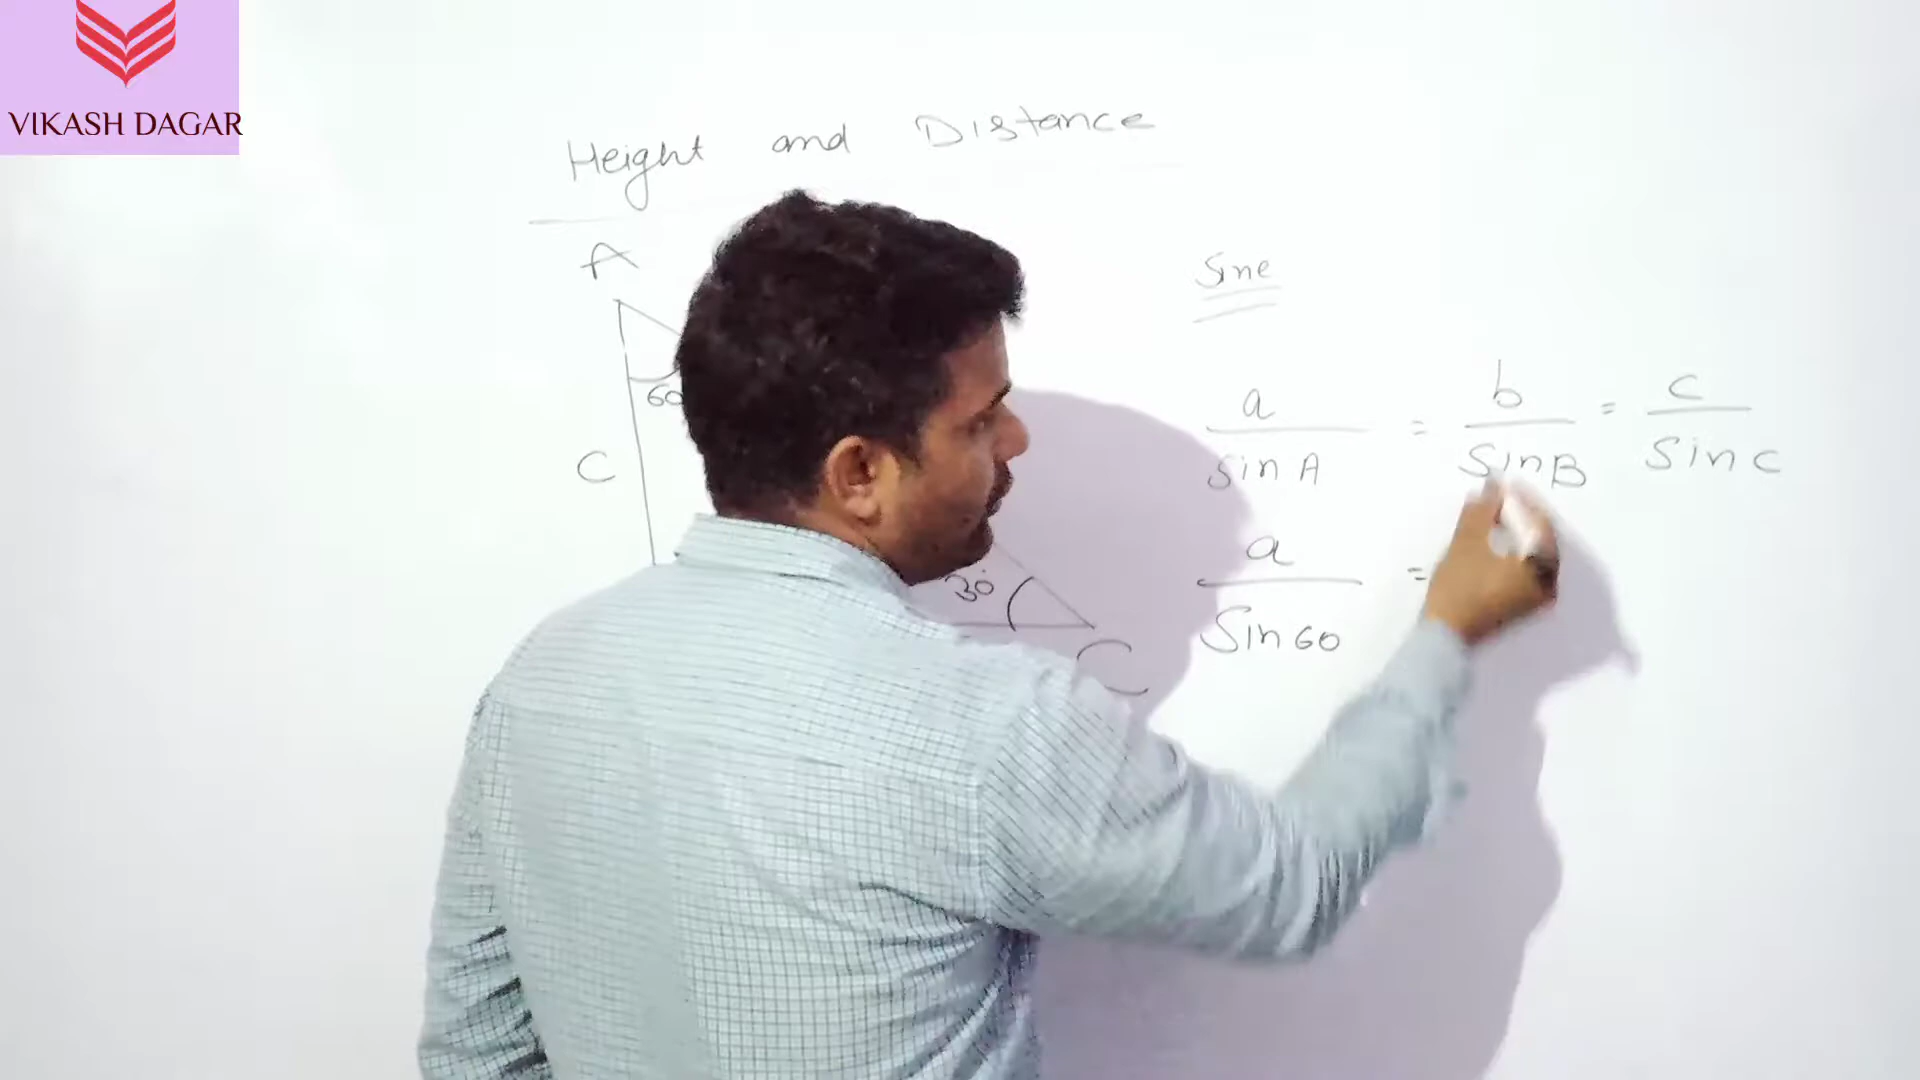 VIKASH DAGAR
Height and Distance
A
Sine
60
C
a/sin A = b/Sin B = c/Sin C
30°
C
a/Sin 60 =